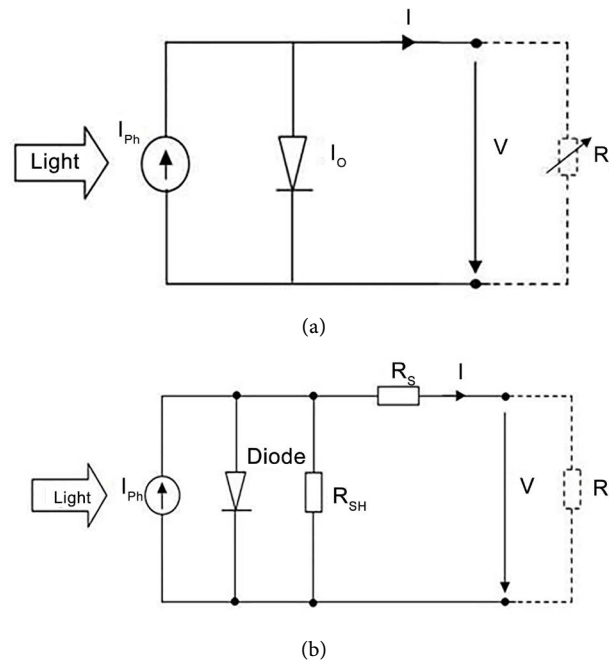 I
I_Ph
Light
I_O
V
R
(a)
R_S
I
Diode
Light
I_Ph
R_SH
V
R
(b)